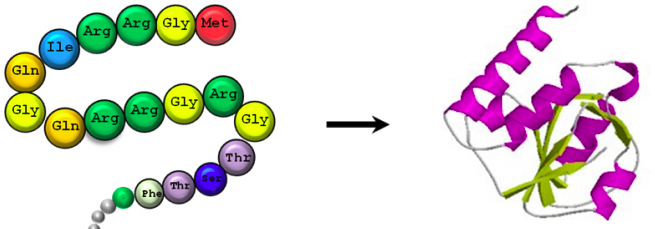 Ile Arg Arg Gly Met
Gln
Gly Gln Arg Arg Gly Arg Gly
Thr
Phe Thr Ser